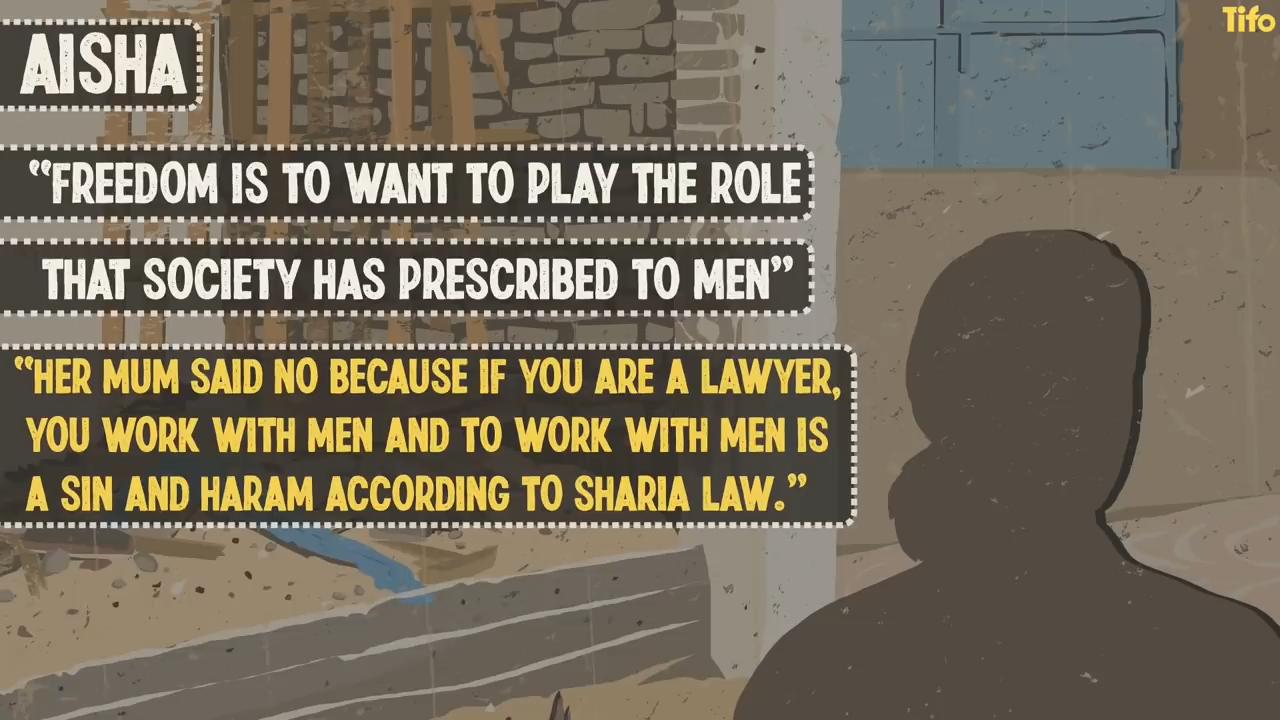 Tifo
AISHA
“FREEDOM IS TO WANT TO PLAY THE ROLE
THAT SOCIETY HAS PRESCRIBED TO MEN”
“HER MUM SAID NO BECAUSE IF YOU ARE A LAWYER,
YOU WORK WITH MEN AND TO WORK WITH MEN IS
A SIN AND HARAM ACCORDING TO SHARIA LAW.”